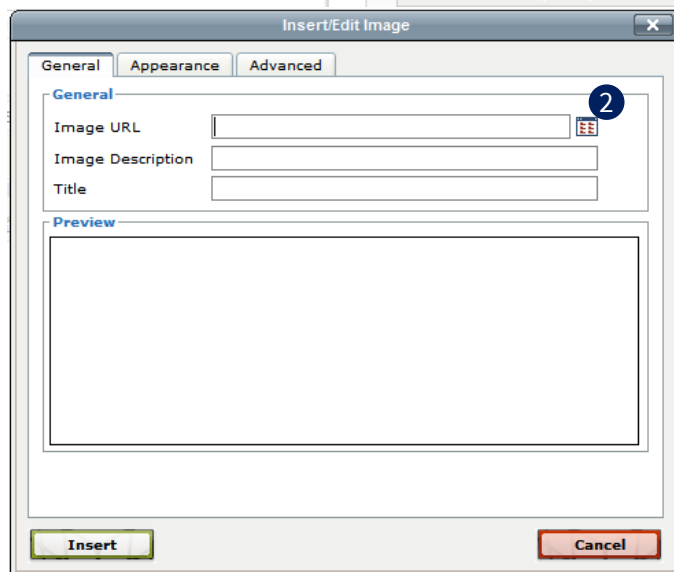 Insert/Edit Image
General Appearance Advanced
General
2
Image URL
Image Description
Title
Preview
Insert Cancel